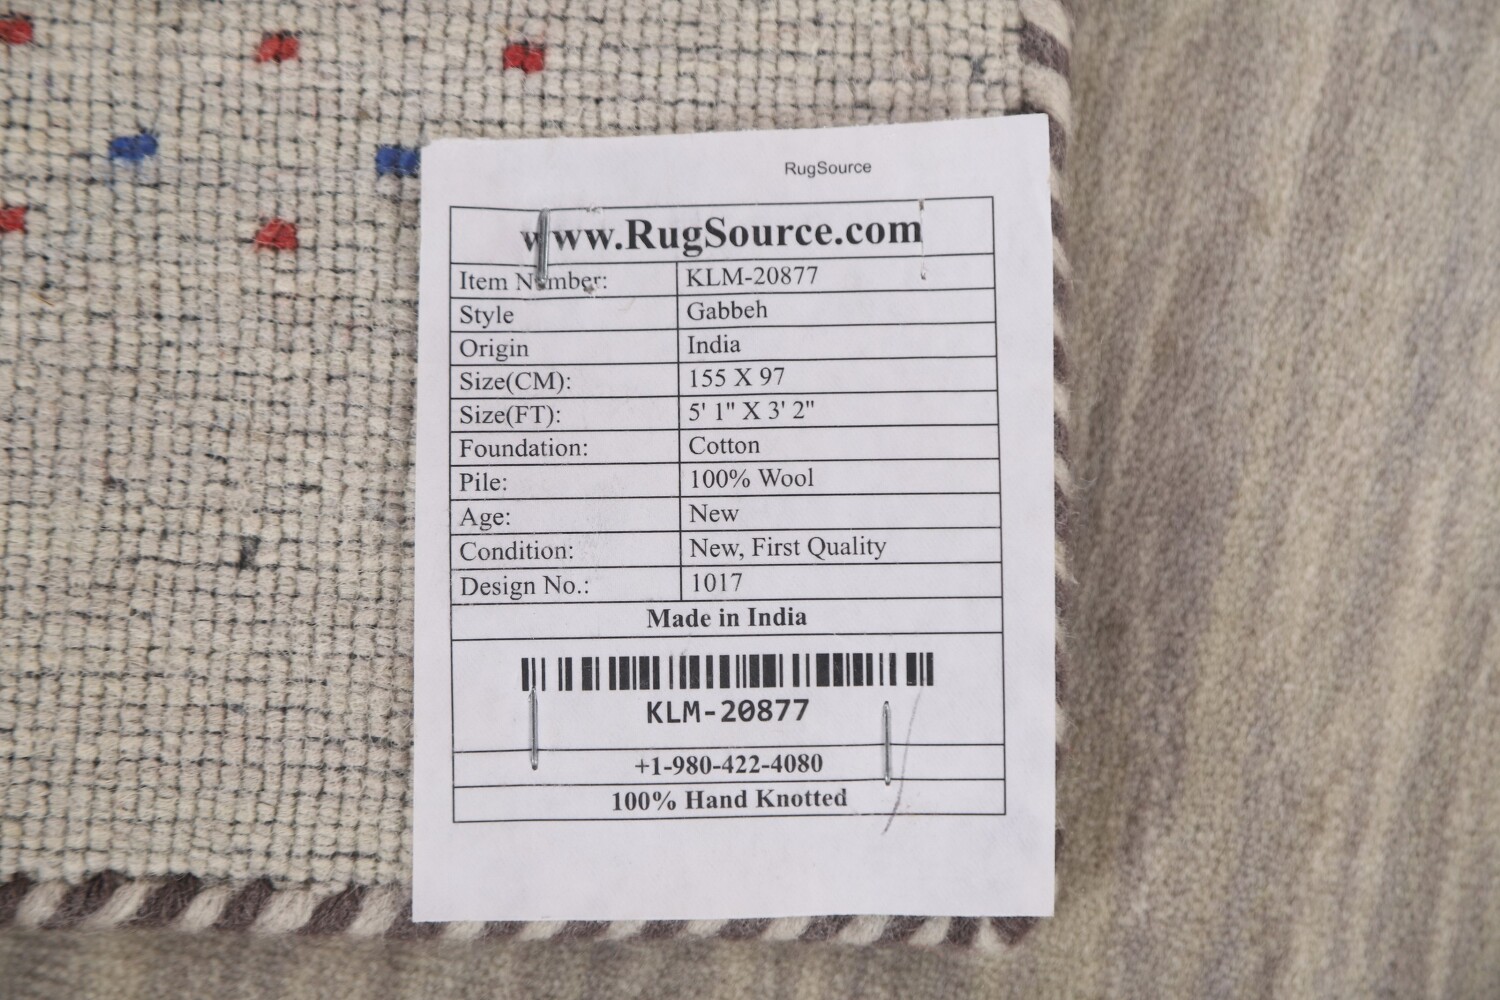 RugSource
www.RugSource.com
Item Number: KLM-20877
Style Gabbeh
Origin India
Size(CM): 155 X 97
Size(FT): 5' 1" X 3' 2"
Foundation: Cotton
Pile: 100% Wool
Age: New
Condition: New, First Quality
Design No.: 1017
Made in India
KLM-20877
+1-980-422-4080
100% Hand Knotted